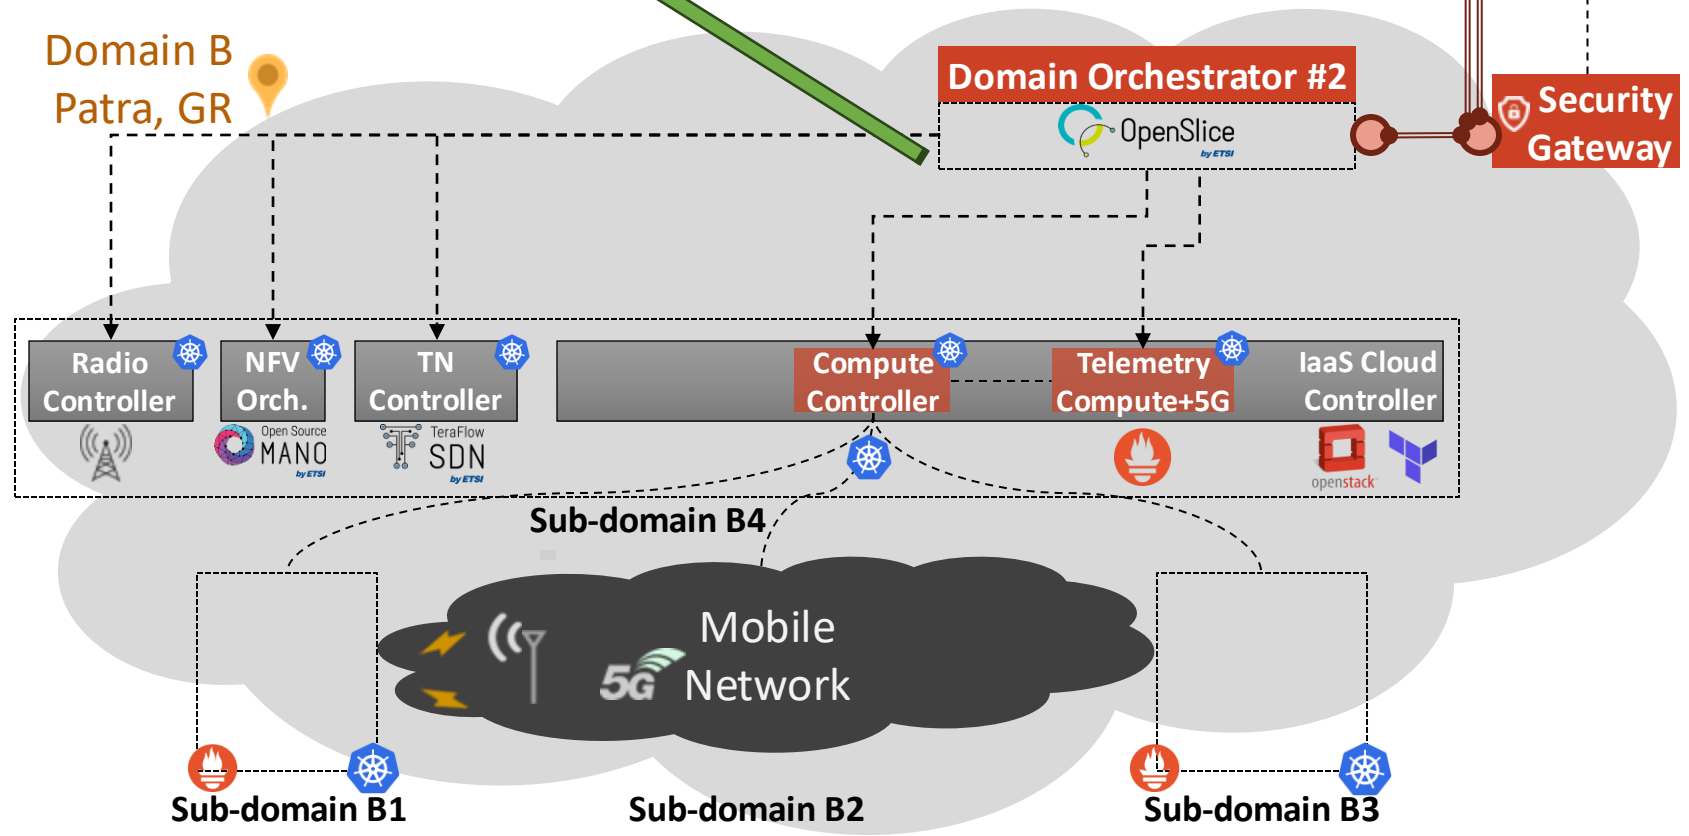 Domain B
Patra, GR
Domain Orchestrator #2
OpenSlice
by ETSI
Security
Gateway
Radio
Controller
NFV
Orch.
TN
Controller
Compute
Controller
Telemetry
Compute+5G
IaaS Cloud
Controller
Open Source
MANO
by ETSI
TeraFlow
SDN
by ETSI
openstack
Sub-domain B4
Mobile
5G Network
Sub-domain B1
Sub-domain B2
Sub-domain B3